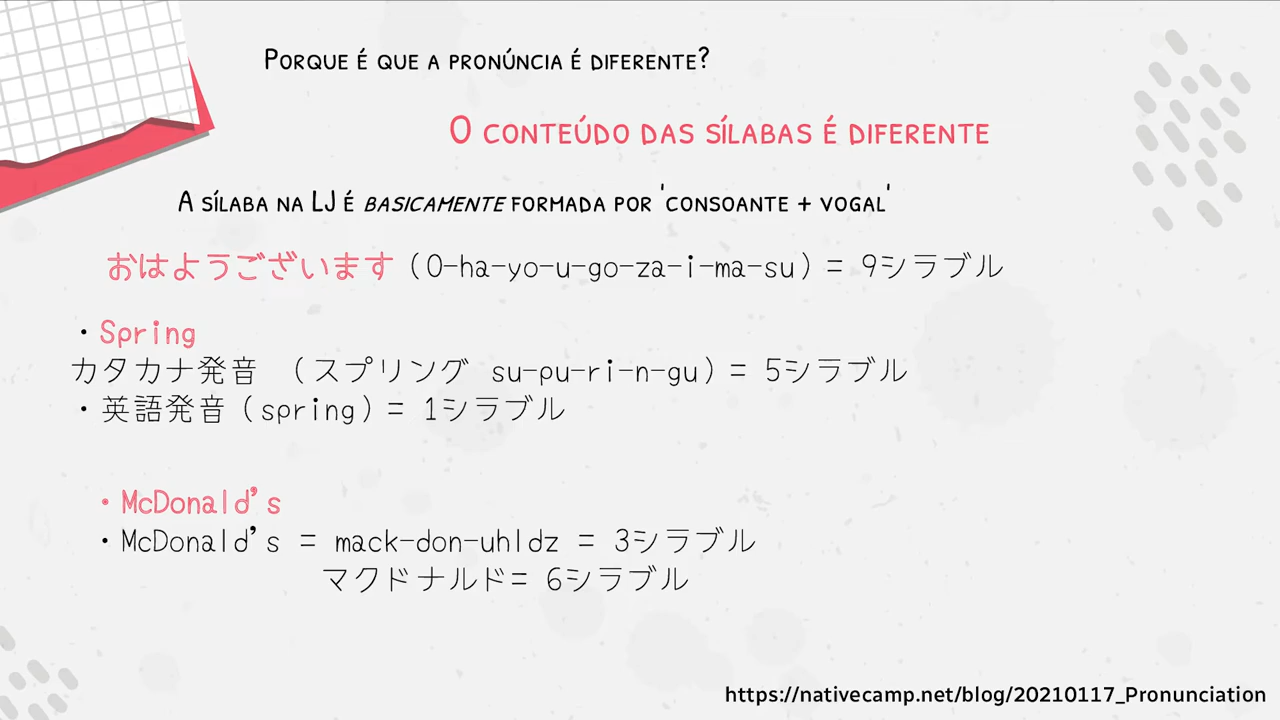 Porque é que a pronúncia é diferente?
O conteúdo das sílabas é diferente
A sílaba na LJ é basicamente formada por 'consoante + vogal'
おはようございます (O-ha-yo-u-go-za-i-ma-su) = 9シラブル
・Spring
カタカナ発音 (スプリング su-pu-ri-n-gu) = 5シラブル
・英語発音 (spring) = 1シラブル
・McDonald's
・McDonald's = mack-don-uhldz = 3シラブル
マクドナルド= 6シラブル
https://nativecamp.net/blog/20210117_Pronunciation